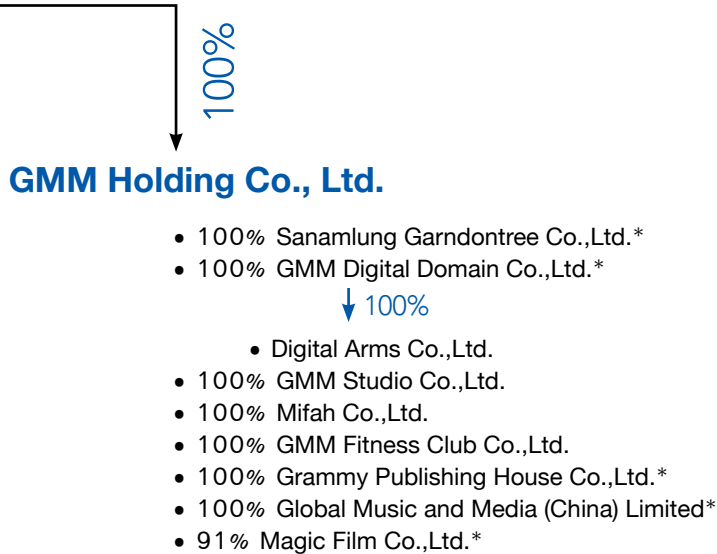 100%
GMM Holding Co., Ltd.
• 100% Sanamlung Garndontree Co.,Ltd.*
• 100% GMM Digital Domain Co.,Ltd.*
100%
• Digital Arms Co.,Ltd.
• 100% GMM Studio Co.,Ltd.
• 100% Mifah Co.,Ltd.
• 100% GMM Fitness Club Co.,Ltd.
• 100% Grammy Publishing House Co.,Ltd.*
• 100% Global Music and Media (China) Limited*
• 91% Magic Film Co.,Ltd.*